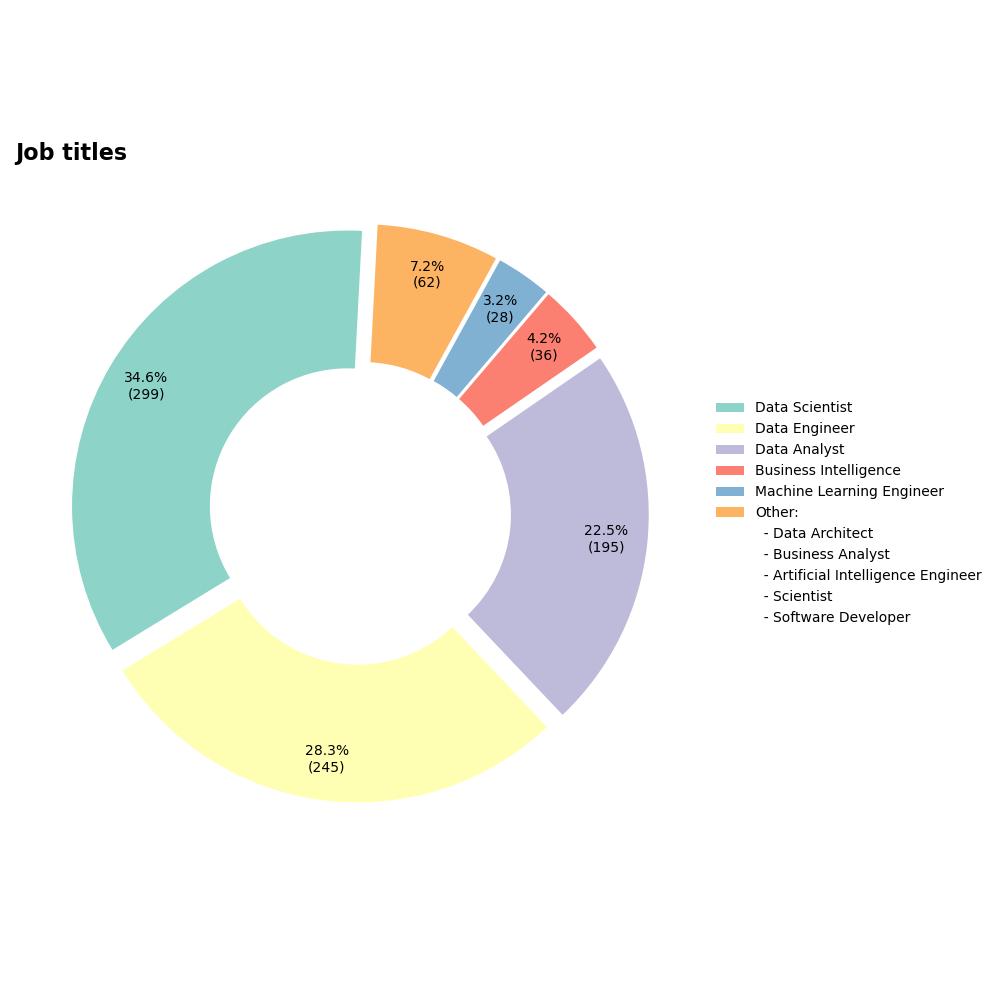 Job titles
7.2%
(62)
3.2%
(28)
4.2%
(36)
34.6%
(299)
22.5%
(195)
28.3%
(245)
Data Scientist
Data Engineer
Data Analyst
Business Intelligence
Machine Learning Engineer
Other:
- Data Architect
- Business Analyst
- Artificial Intelligence Engineer
- Scientist
- Software Developer